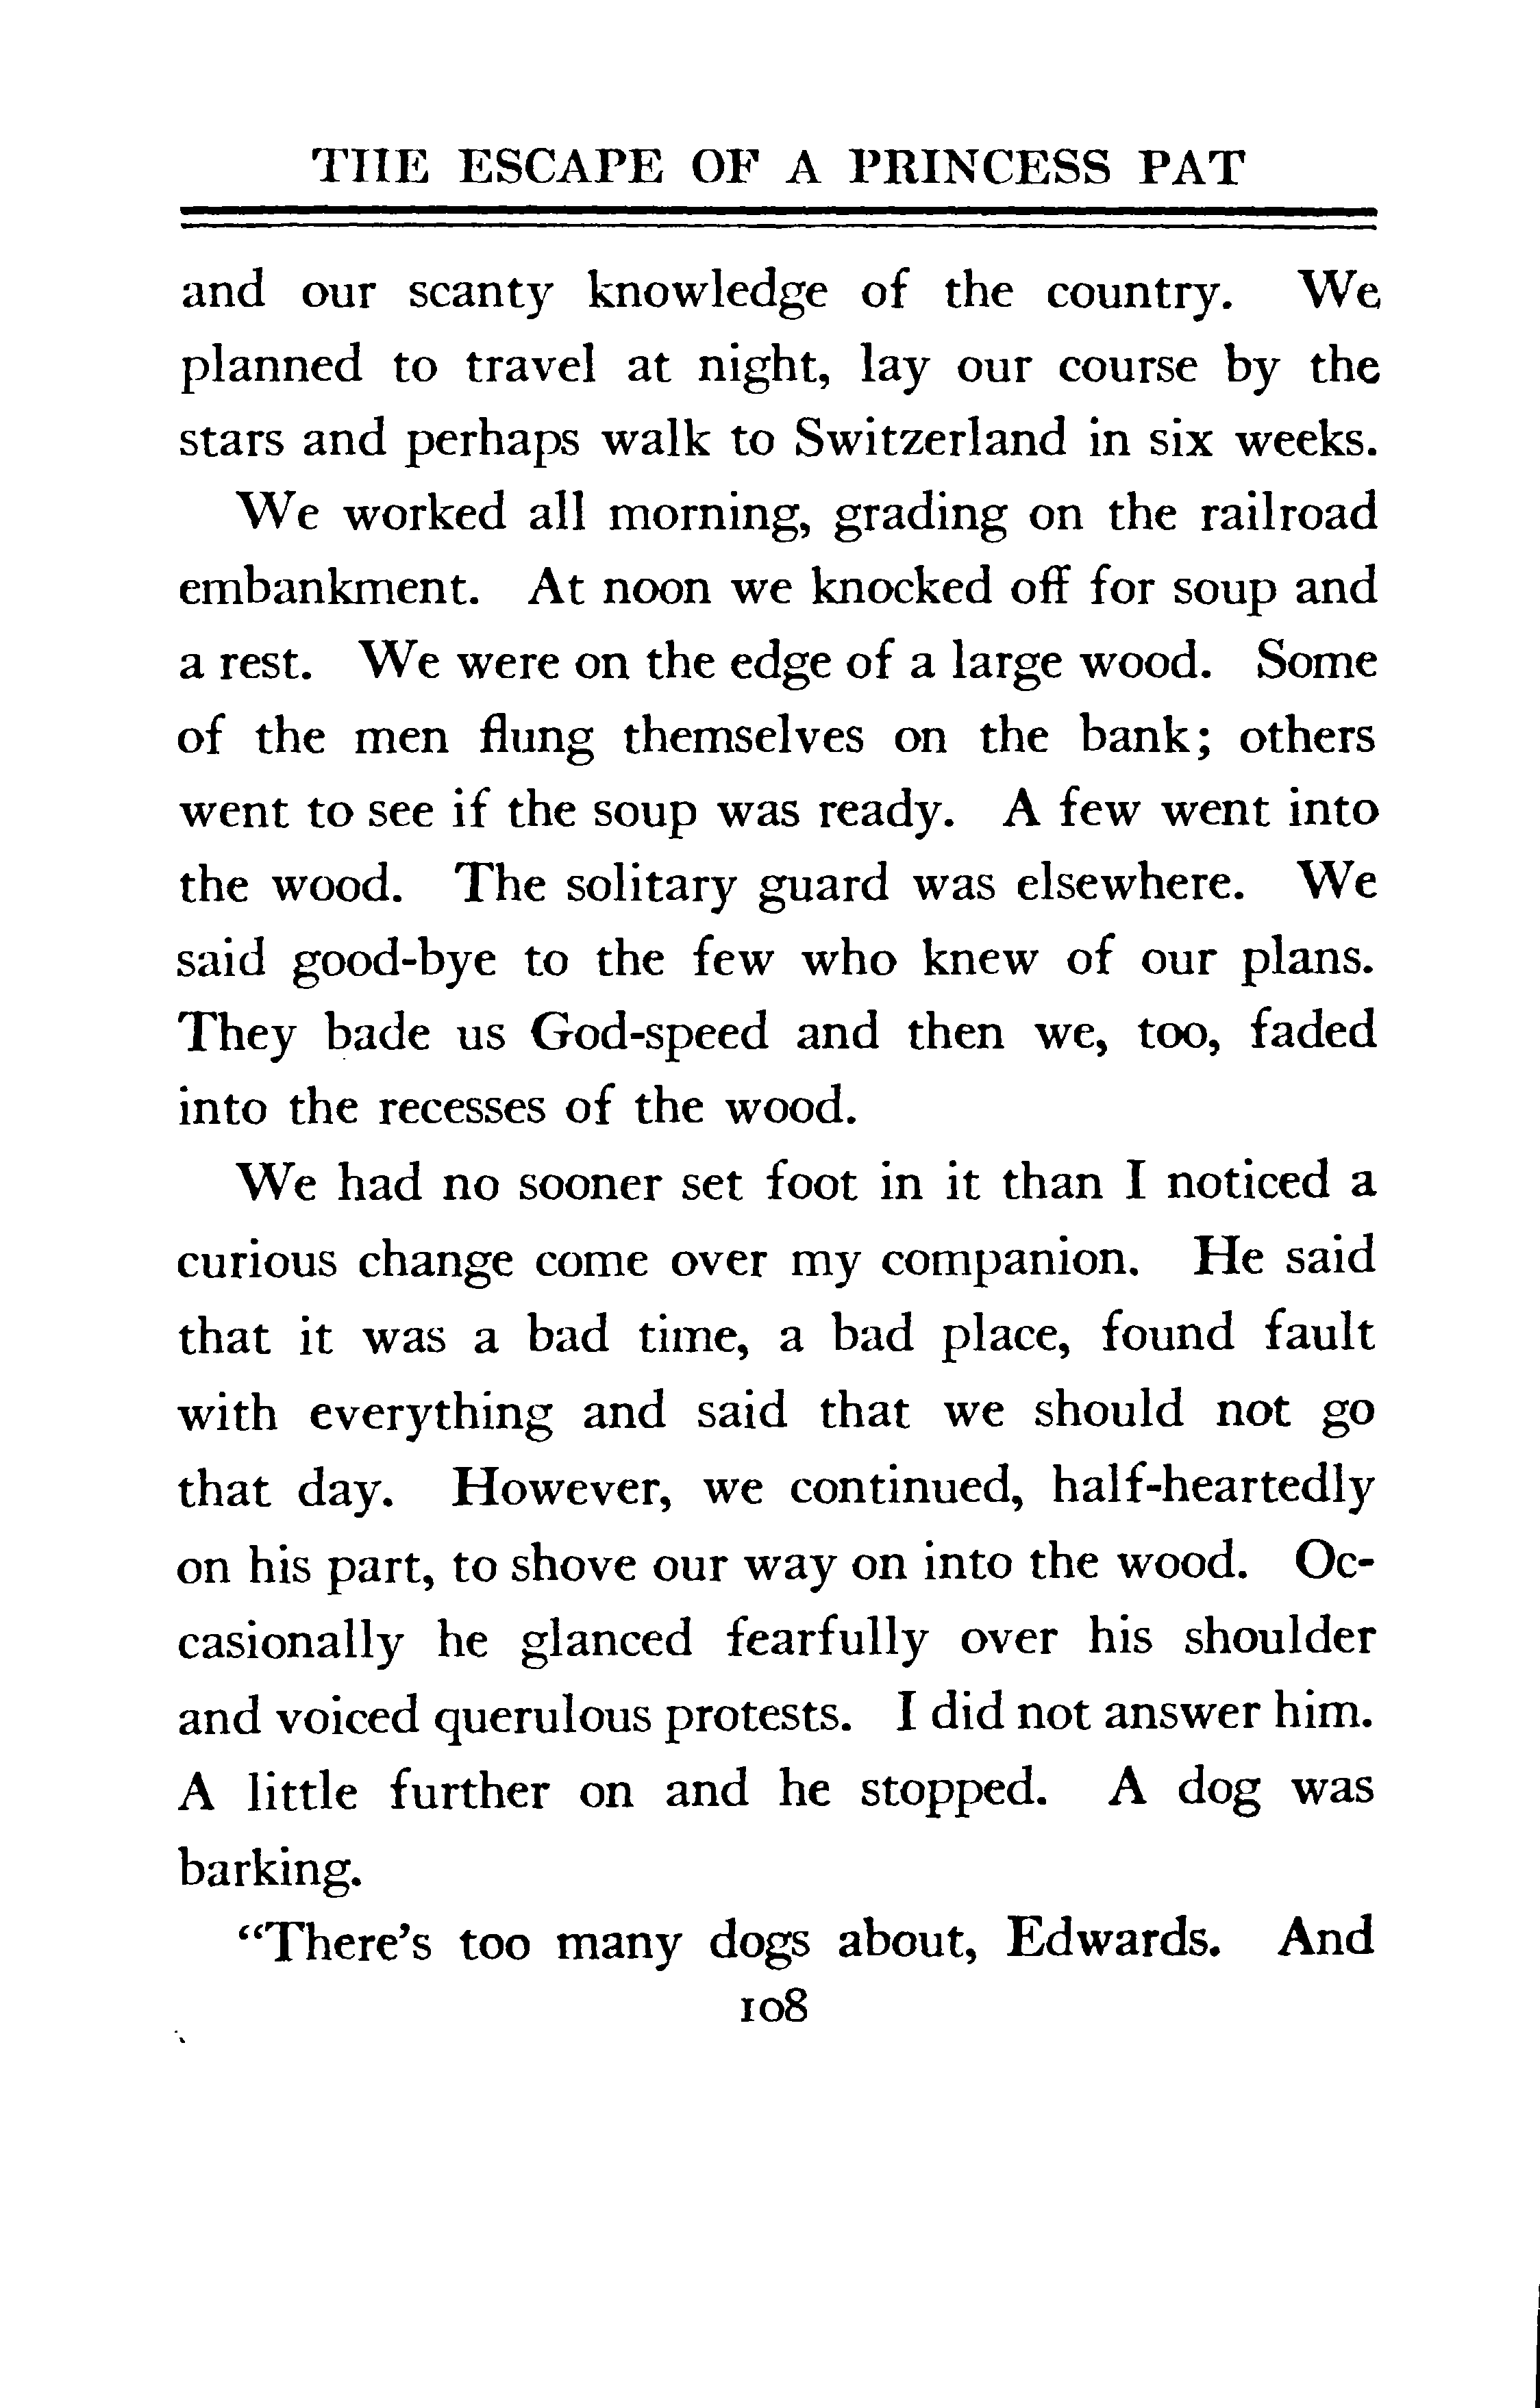 THE ESCAPE OF A PRINCESS PAT
and our scanty knowledge of the country. We
planned to travel at night, lay our course by the
stars and perhaps walk to Switzerland in six weeks.
We worked all morning, grading on the railroad
embankment. At noon we knocked off for soup and
a rest. We were on the edge of a large wood. Some
of the men flung themselves on the bank; others
went to see if the soup was ready. A few went into
the wood. The solitary guard was elsewhere. We
said good-bye to the few who knew of our plans.
They bade us God-speed and then we, too, faded
into the recesses of the wood.
We had no sooner set foot in it than I noticed a
curious change come over my companion. He said
that it was a bad time, a bad place, found fault
with everything and said that we should not go
that day. However, we continued, half-heartedly
on his part, to shove our way on into the wood. Oc-
casionally he glanced fearfully over his shoulder
and voiced querulous protests. I did not answer him.
A little further on and he stopped. A dog was
barking.
“There’s too many dogs about, Edwards. And
108